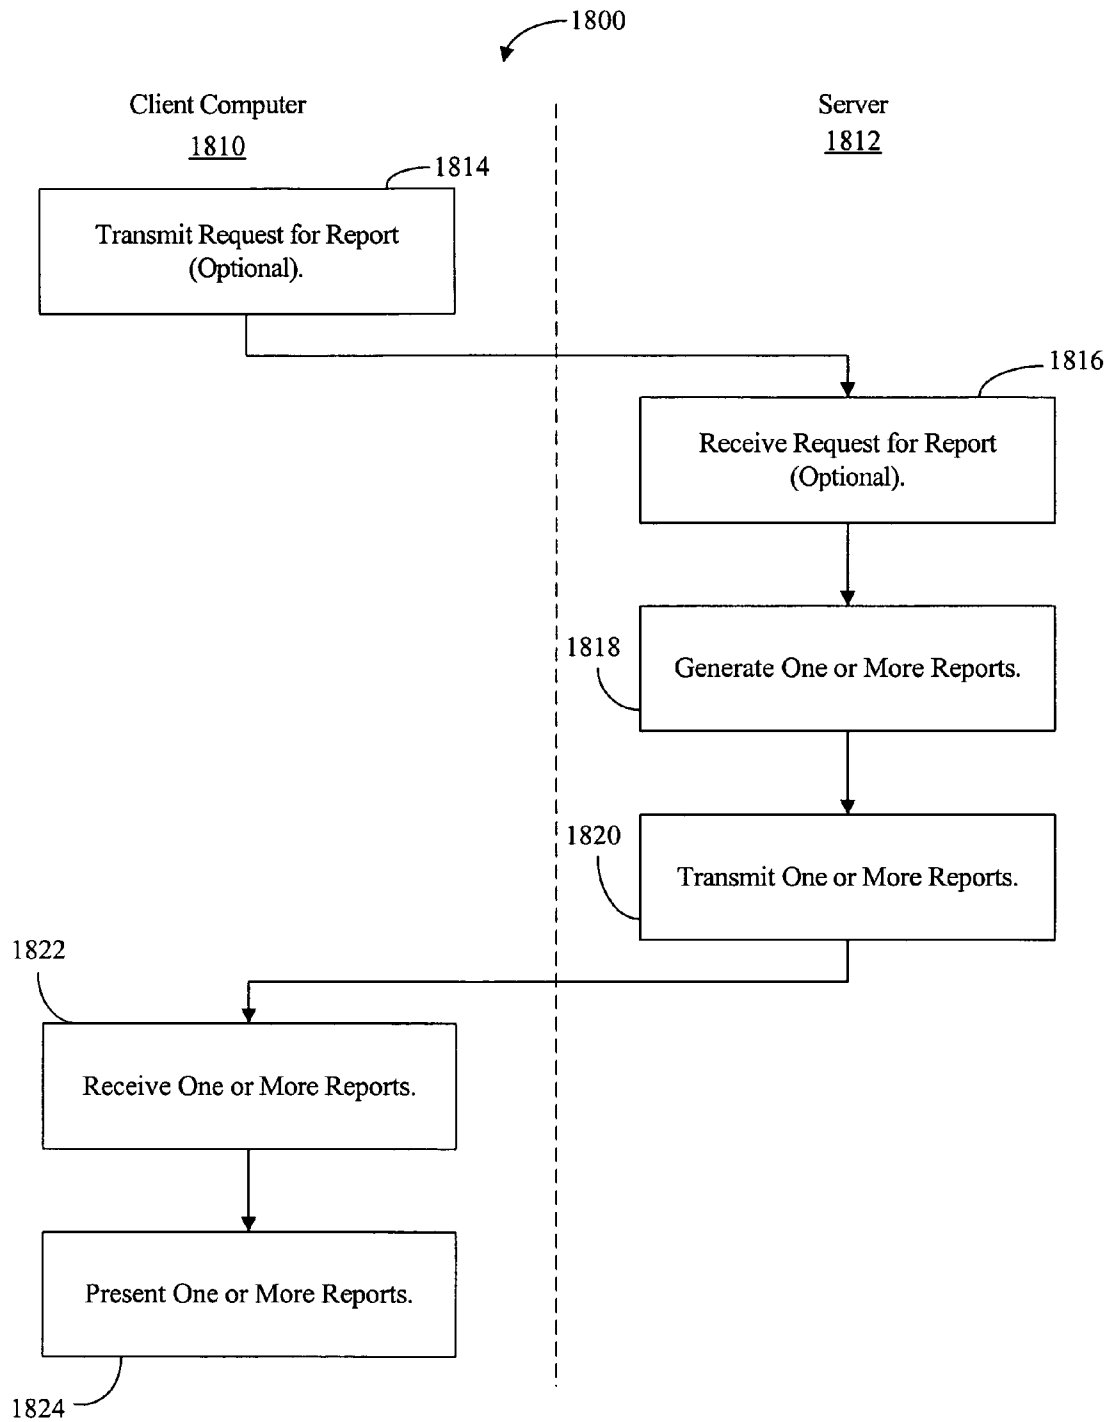 1800
Client Computer
1810
Server
1812
1814
Transmit Request for Report
(Optional).
1816
Receive Request for Report
(Optional).
1818
Generate One or More Reports.
1820
Transmit One or More Reports.
1822
Receive One or More Reports.
Present One or More Reports.
1824